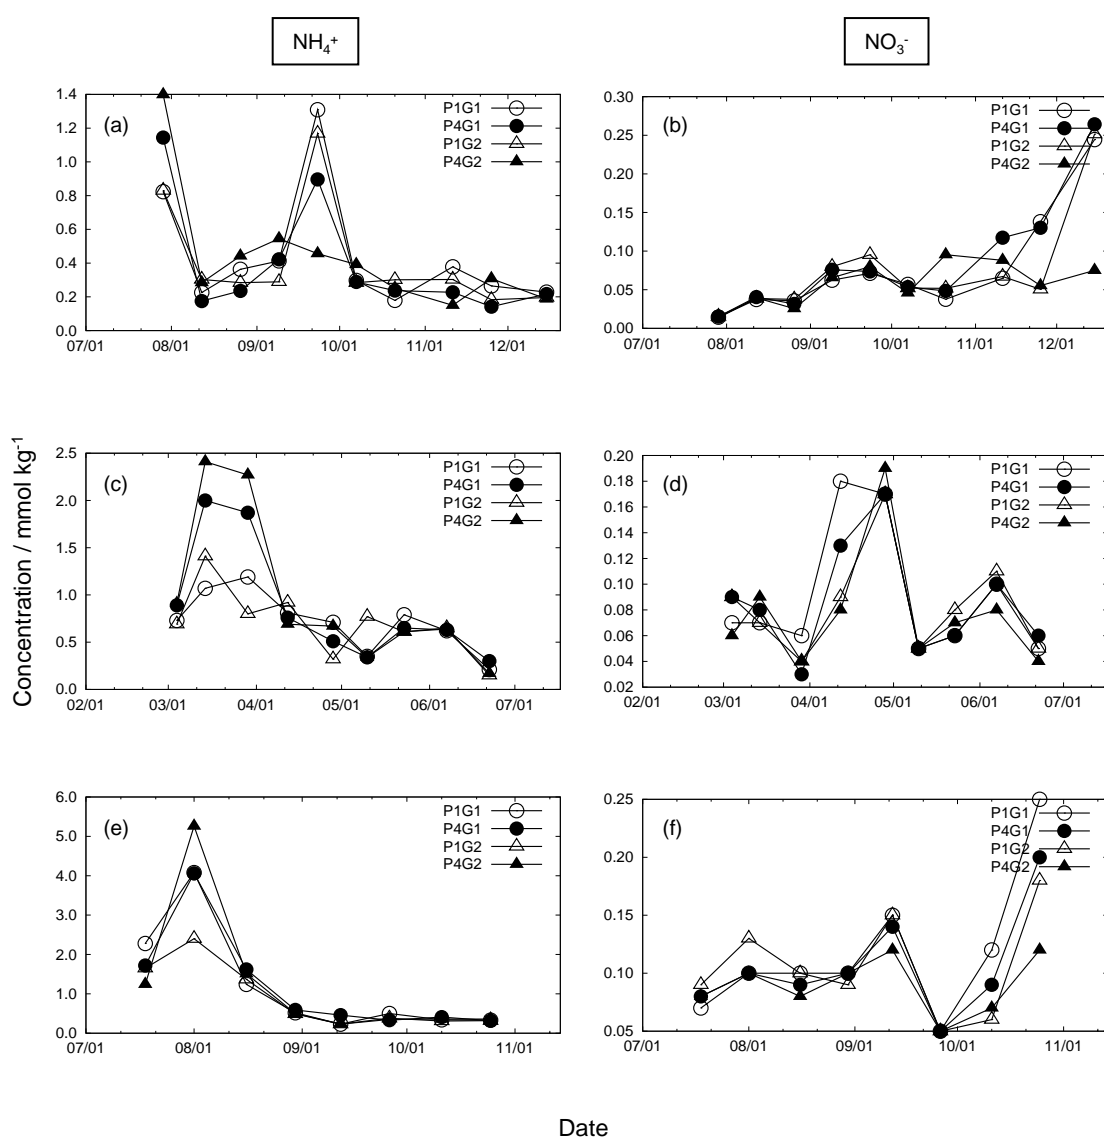 NH₄⁺ NO₃⁻
(a)
P1G1
P4G1
P1G2
P4G2
1.4
1.2
1.0
0.8
0.6
0.4
0.2
0.0
07/01 08/01 09/01 10/01 11/01 12/01
(b)
P1G1
P4G1
P1G2
P4G2
0.30
0.25
0.20
0.15
0.10
0.05
0.00
07/01 08/01 09/01 10/01 11/01 12/01
Concentration / mmol kg⁻¹
(c)
P1G1
P4G1
P1G2
P4G2
2.5
2.0
1.5
1.0
0.5
0.0
02/01 03/01 04/01 05/01 06/01 07/01
(d)
P1G1
P4G1
P1G2
P4G2
0.20
0.18
0.16
0.14
0.12
0.10
0.08
0.06
0.04
0.02
02/01 03/01 04/01 05/01 06/01 07/01
(e)
P1G1
P4G1
P1G2
P4G2
6.0
5.0
4.0
3.0
2.0
1.0
0.0
07/01 08/01 09/01 10/01 11/01
(f)
P1G1
P4G1
P1G2
P4G2
0.25
0.20
0.15
0.10
0.05
07/01 08/01 09/01 10/01 11/01
Date